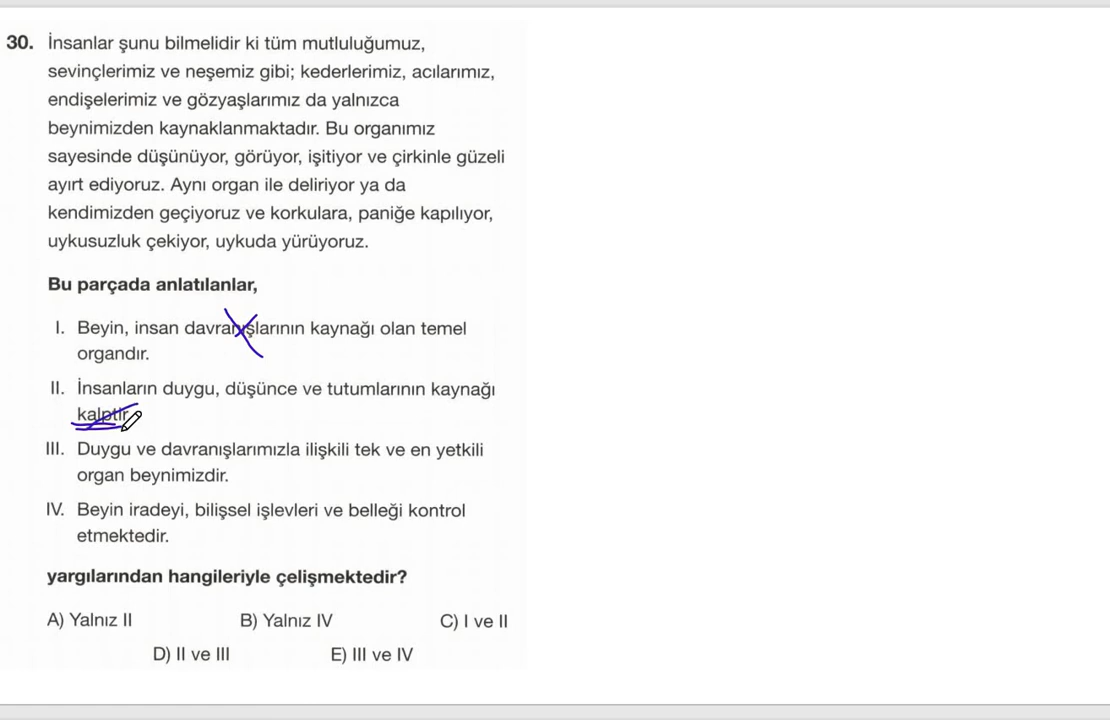 30. İnsanlar şunu bilmelidir ki tüm mutluluğumuz,
sevinçlerimiz ve neşemiz gibi; kederlerimiz, acılarımız,
endişelerimiz ve gözyaşlarımız da yalnızca
beynimizden kaynaklanmaktadır. Bu organımız
sayesinde düşünüyor, görüyor, işitiyor ve çirkinle güzeli
ayırt ediyoruz. Aynı organ ile deliriyor ya da
kendimizden geçiyoruz ve korkulara, paniğe kapılıyor,
uykusuzluk çekiyor, uykuda yürüyoruz.
Bu parçada anlatılanlar,
I. Beyin, insan davranışlarının kaynağı olan temel
organdır.
II. İnsanların duygu, düşünce ve tutumlarının kaynağı
kalptir.
III. Duygu ve davranışlarımızla ilişkili tek ve en yetkili
organ beynimizdir.
IV. Beyin iradeyi, bilişsel işlevleri ve belleği kontrol
etmektedir.
yargılarından hangileriyle çelişmektedir?
A) Yalnız II B) Yalnız IV C) I ve II
D) II ve III E) III ve IV